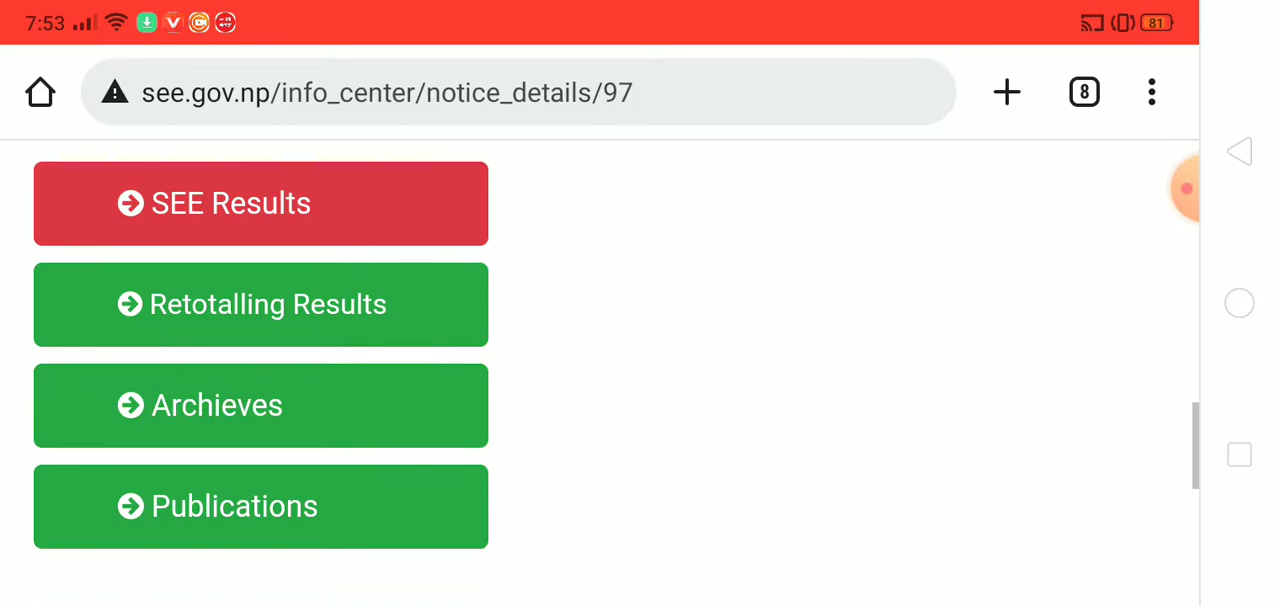 7:53 81
see.gov.np/info_center/notice_details/97 8
SEE Results
Retotalling Results
Archieves
Publications